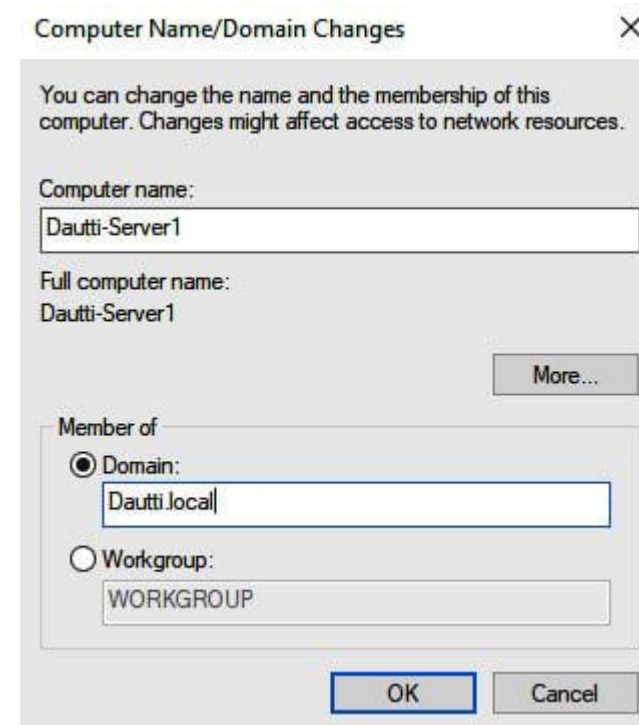 Computer Name/Domain Changes
You can change the name and the membership of this
computer. Changes might affect access to network resources.
Computer name:
Dautti-Server1
Full computer name:
Dautti-Server1
More...
Member of
Domain:
Dautti.local
Workgroup:
WORKGROUP
OK
Cancel